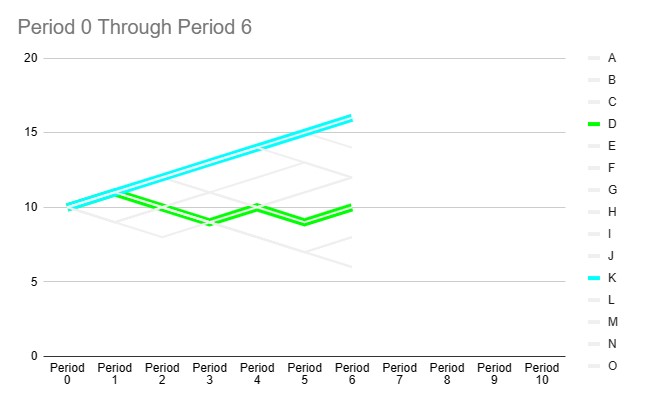 Period 0 Through Period 6
20
15
10
5
0
Period Period Period Period Period Period Period Period Period Period Period
0 1 2 3 4 5 6 7 8 9 10
A
B
C
D
E
F
G
H
I
J
K
L
M
N
O